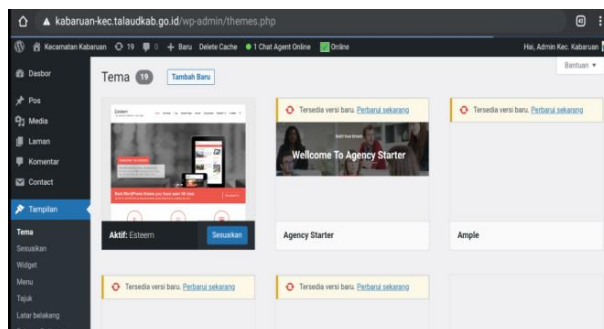 kabaruan-kec.talaudkab.go.id/wp-admin/themes.php
Kecamatan Kabaruan 19 0 + Baru Delete Cache 1 Chat Agent Online Online Hai, Admin Kec. Kabaruan
Bantuan
Dasbor
Pos
Media
Laman
Komentar
Contact
Tampilan
Tema
Sesuaikan
Widget
Menu
Tajuk
Latar belakang
Tema 19 Tambah Baru
Esteem
Aktif: Esteem Sesuaikan
Tersedia versi baru. Perbarui sekarang
Wellcome To Agency Starter
Agency Starter
Tersedia versi baru. Perbarui sekarang
Ample
Tersedia versi baru. Perbarui sekarang
Tersedia versi baru. Perbarui sekarang